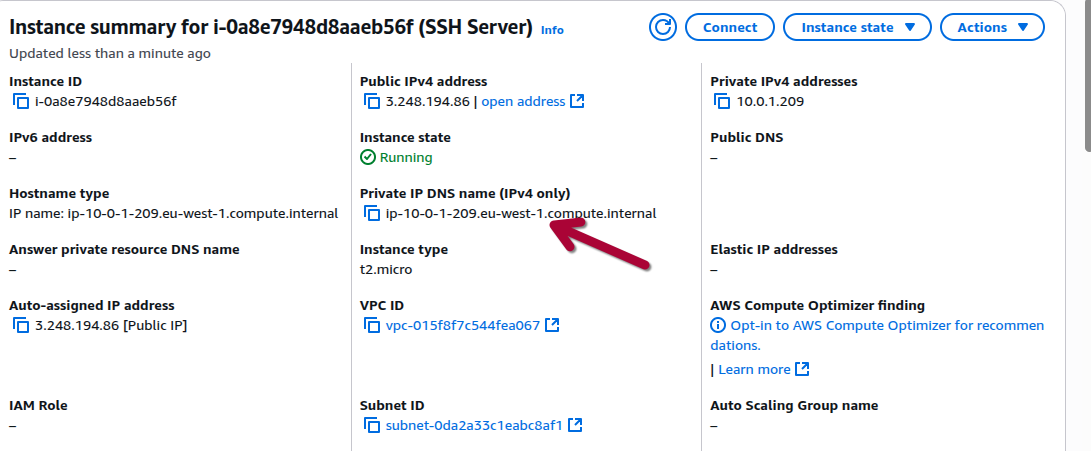 Instance summary for i-0a8e7948d8aaeb56f (SSH Server) Info
Connect
Instance state
Actions
Updated less than a minute ago
Instance ID
i-0a8e7948d8aaeb56f
Public IPv4 address
3.248.194.86 | open address
Private IPv4 addresses
10.0.1.209
IPv6 address
–
Instance state
Running
Public DNS
–
Hostname type
IP name: ip-10-0-1-209.eu-west-1.compute.internal
Private IP DNS name (IPv4 only)
ip-10-0-1-209.eu-west-1.compute.internal
Answer private resource DNS name
–
Instance type
t2.micro
Elastic IP addresses
–
Auto-assigned IP address
3.248.194.86 [Public IP]
VPC ID
vpc-015f8f7c544fea067
AWS Compute Optimizer finding
Opt-in to AWS Compute Optimizer for recommen
dations.
| Learn more
IAM Role
–
Subnet ID
subnet-0da2a33c1eabc8af1
Auto Scaling Group name
–